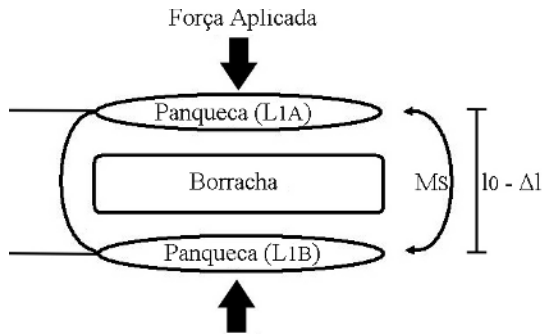 Força Aplicada
Panqueca (L1A)
Borracha
MS
l0 - Δl
Panqueca (L1B)